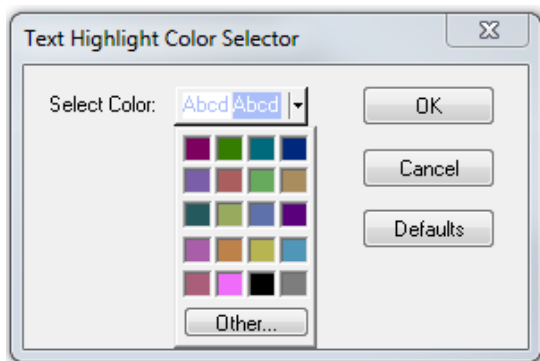 Text Highlight Color Selector
Select Color: Abcd Abcd
OK
Cancel
Defaults
Other...